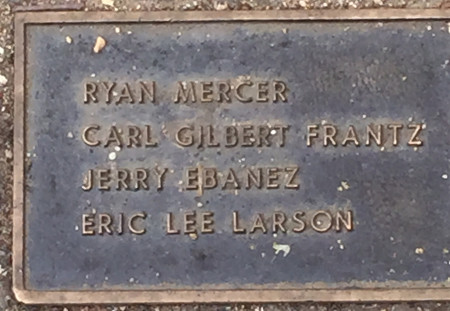 RYAN MERCER
CARL GILBERT FRANTZ
JERRY EBANEZ
ERIC LEE LARSON